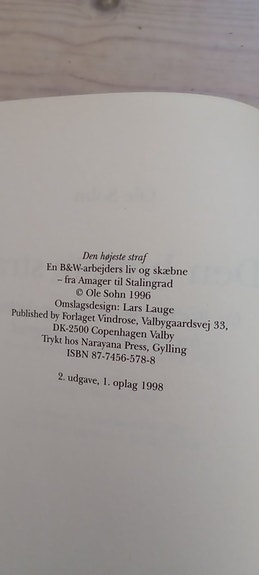 Den højeste straf
En B&W-arbejders liv og skæbne
– fra Amager til Stalingrad
© Ole Sohn 1996
Omslagsdesign: Lars Lauge
Published by Forlaget Vindrose, Valbygaardsvej 33,
DK-2500 Copenhagen Valby
Trykt hos Narayana Press, Gylling
ISBN 87-7456-578-8
2. udgave, 1. oplag 1998